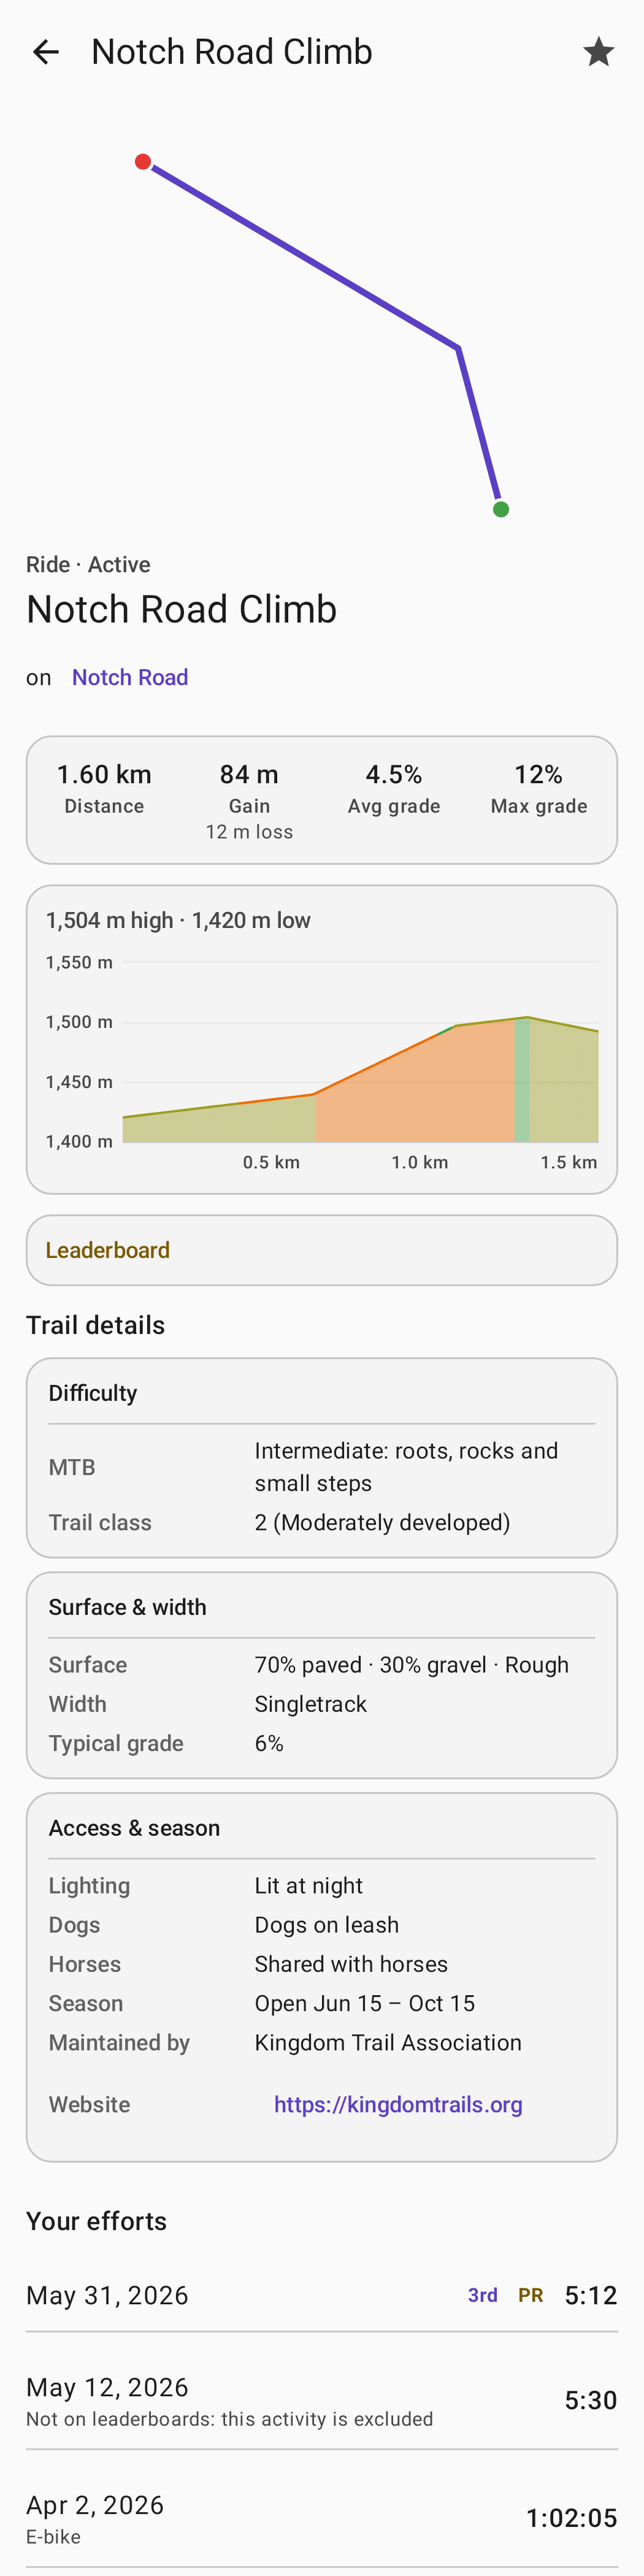 Notch Road Climb
Ride · Active
Notch Road Climb
on Notch Road
1.60 km 84 m 4.5% 12%
Distance Gain Avg grade Max grade
12 m loss
1,504 m high · 1,420 m low
1,550 m
1,500 m
1,450 m
1,400 m
0.5 km 1.0 km 1.5 km
Leaderboard
Trail details
Difficulty
MTB Intermediate: roots, rocks and
small steps
Trail class 2 (Moderately developed)
Surface & width
Surface 70% paved · 30% gravel · Rough
Width Singletrack
Typical grade 6%
Access & season
Lighting Lit at night
Dogs Dogs on leash
Horses Shared with horses
Season Open Jun 15 – Oct 15
Maintained by Kingdom Trail Association
Website https://kingdomtrails.org
Your efforts
May 31, 2026 3rd PR 5:12
May 12, 2026 5:30
Not on leaderboards: this activity is excluded
Apr 2, 2026 1:02:05
E-bike